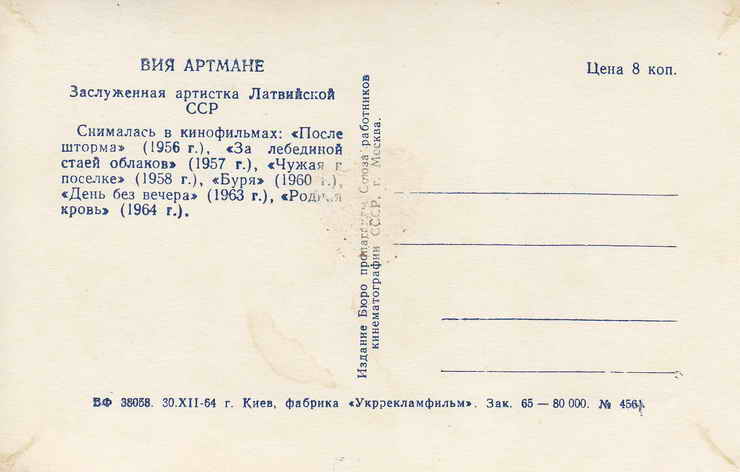 ВИЯ АРТМАНЕ
Заслуженная артистка Латвийской
ССР
Снималась в кинофильмах: «После
шторма» (1956 г.), «За лебединой
стаей облаков» (1957 г.), «Чужая в
поселке» (1958 г.), «Буря» (1960 г.),
«День без вечера» (1963 г.), «Родная
кровь» (1964 г.).
Издание Бюро пропаганды Союза работников
кинематографии СССР, г. Москва.
Цена 8 коп.
БФ 38058. 30.XII-64 г. Киев, фабрика «Укррекламфильм». Зак. 65 — 80 000. №